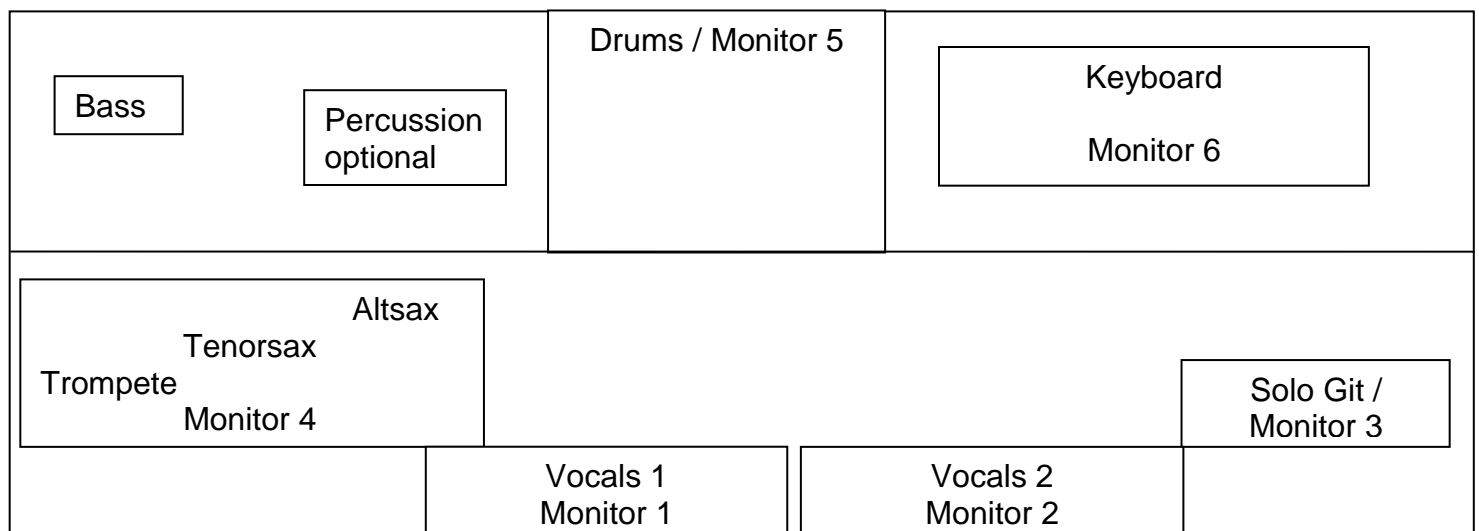 Drums / Monitor 5
Bass
Percussion
optional
Keyboard
Monitor 6
Altsax
Tenorsax
Trompete
Monitor 4
Solo Git /
Monitor 3
Vocals 1
Monitor 1
Vocals 2
Monitor 2